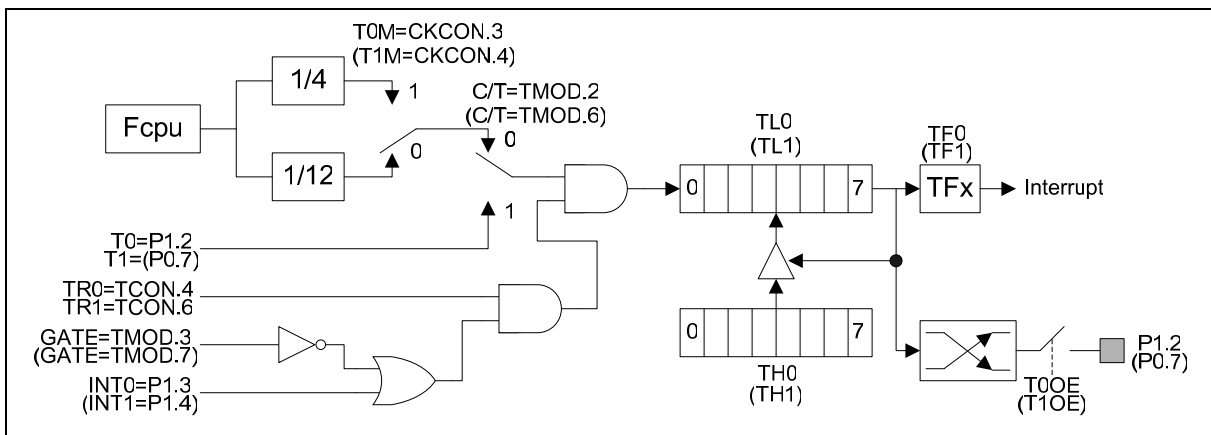 T0M=CKCON.3
(T1M=CKCON.4)
1/4
1
C/T=TMOD.2
(C/T=TMOD.6)
Fcpu
0
0
1/12
1
TL0
(TL1)
0 7
TF0
(TF1)
TFx
Interrupt
T0=P1.2
T1=(P0.7)
TR0=TCON.4
TR1=TCON.6
GATE=TMOD.3
(GATE=TMOD.7)
INT0=P1.3
(INT1=P1.4)
0 7
TH0
(TH1)
P1.2
(P0.7)
T0OE
(T1OE)